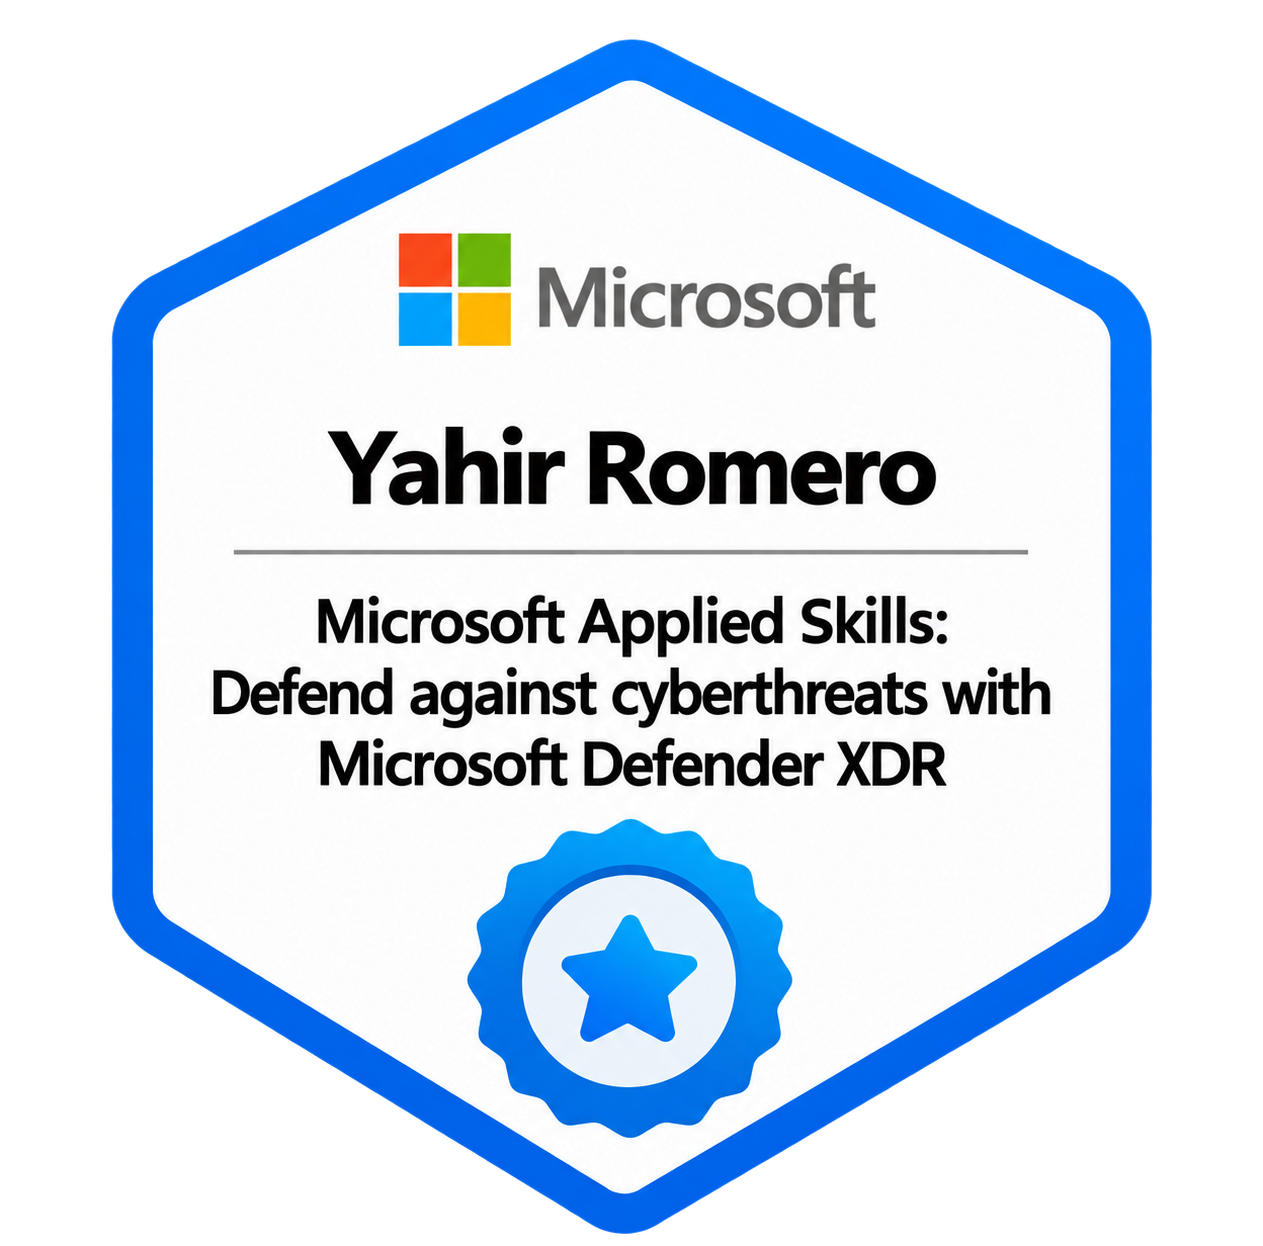 Microsoft
Yahir Romero
Microsoft Applied Skills:
Defend against cyberthreats with
Microsoft Defender XDR